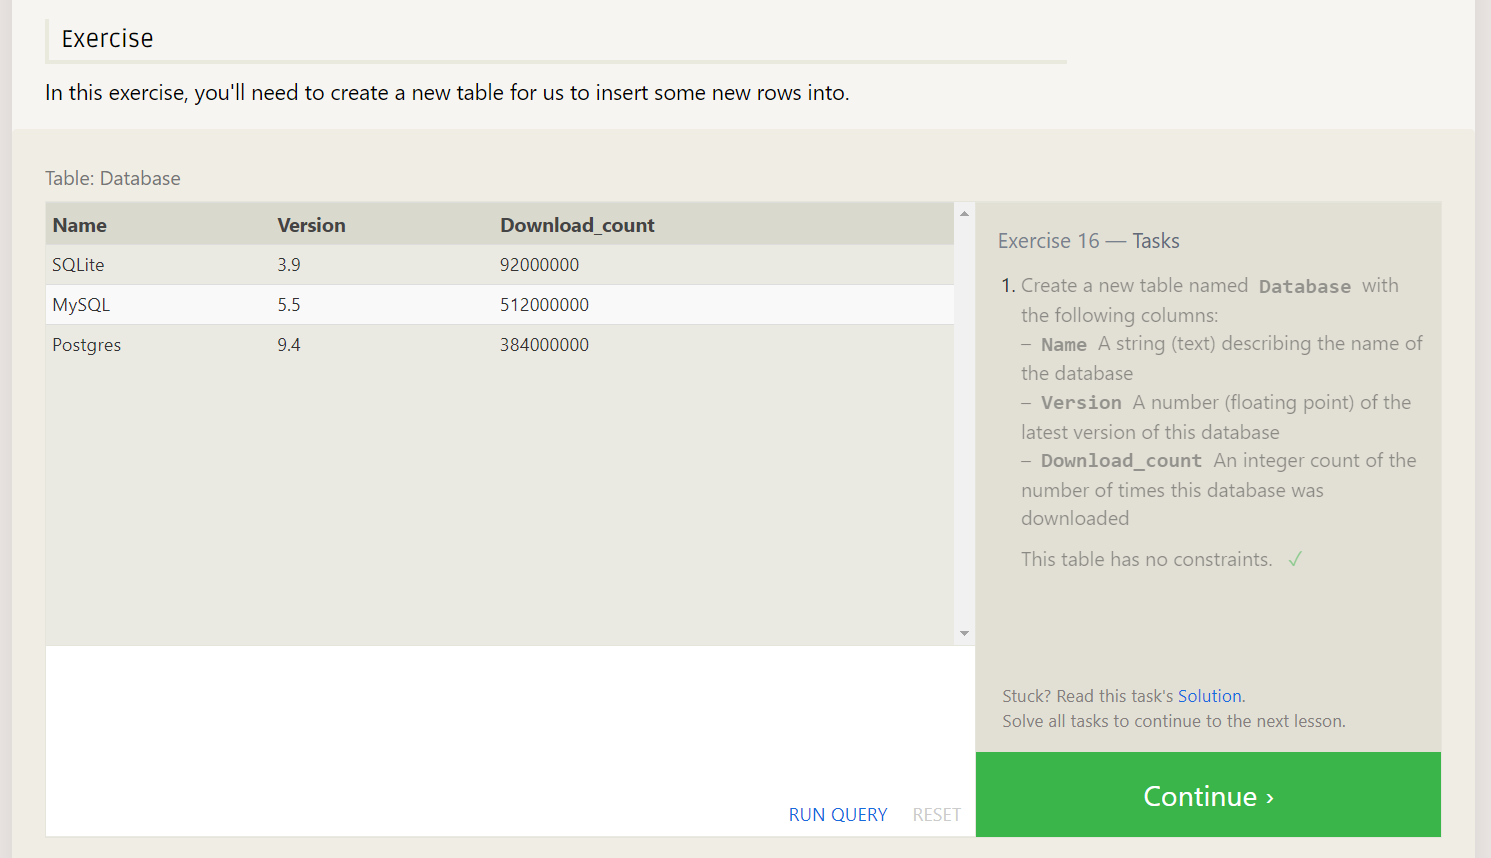 Exercise
In this exercise, you'll need to create a new table for us to insert some new rows into.
Table: Database
Name Version Download_count
SQLite 3.9 92000000
MySQL 5.5 512000000
Postgres 9.4 384000000
RUN QUERY RESET
Exercise 16 — Tasks
1. Create a new table named Database with
the following columns:
– Name A string (text) describing the name of
the database
– Version A number (floating point) of the
latest version of this database
– Download_count An integer count of the
number of times this database was
downloaded
This table has no constraints. ✓
Stuck? Read this task's Solution.
Solve all tasks to continue to the next lesson.
Continue ›